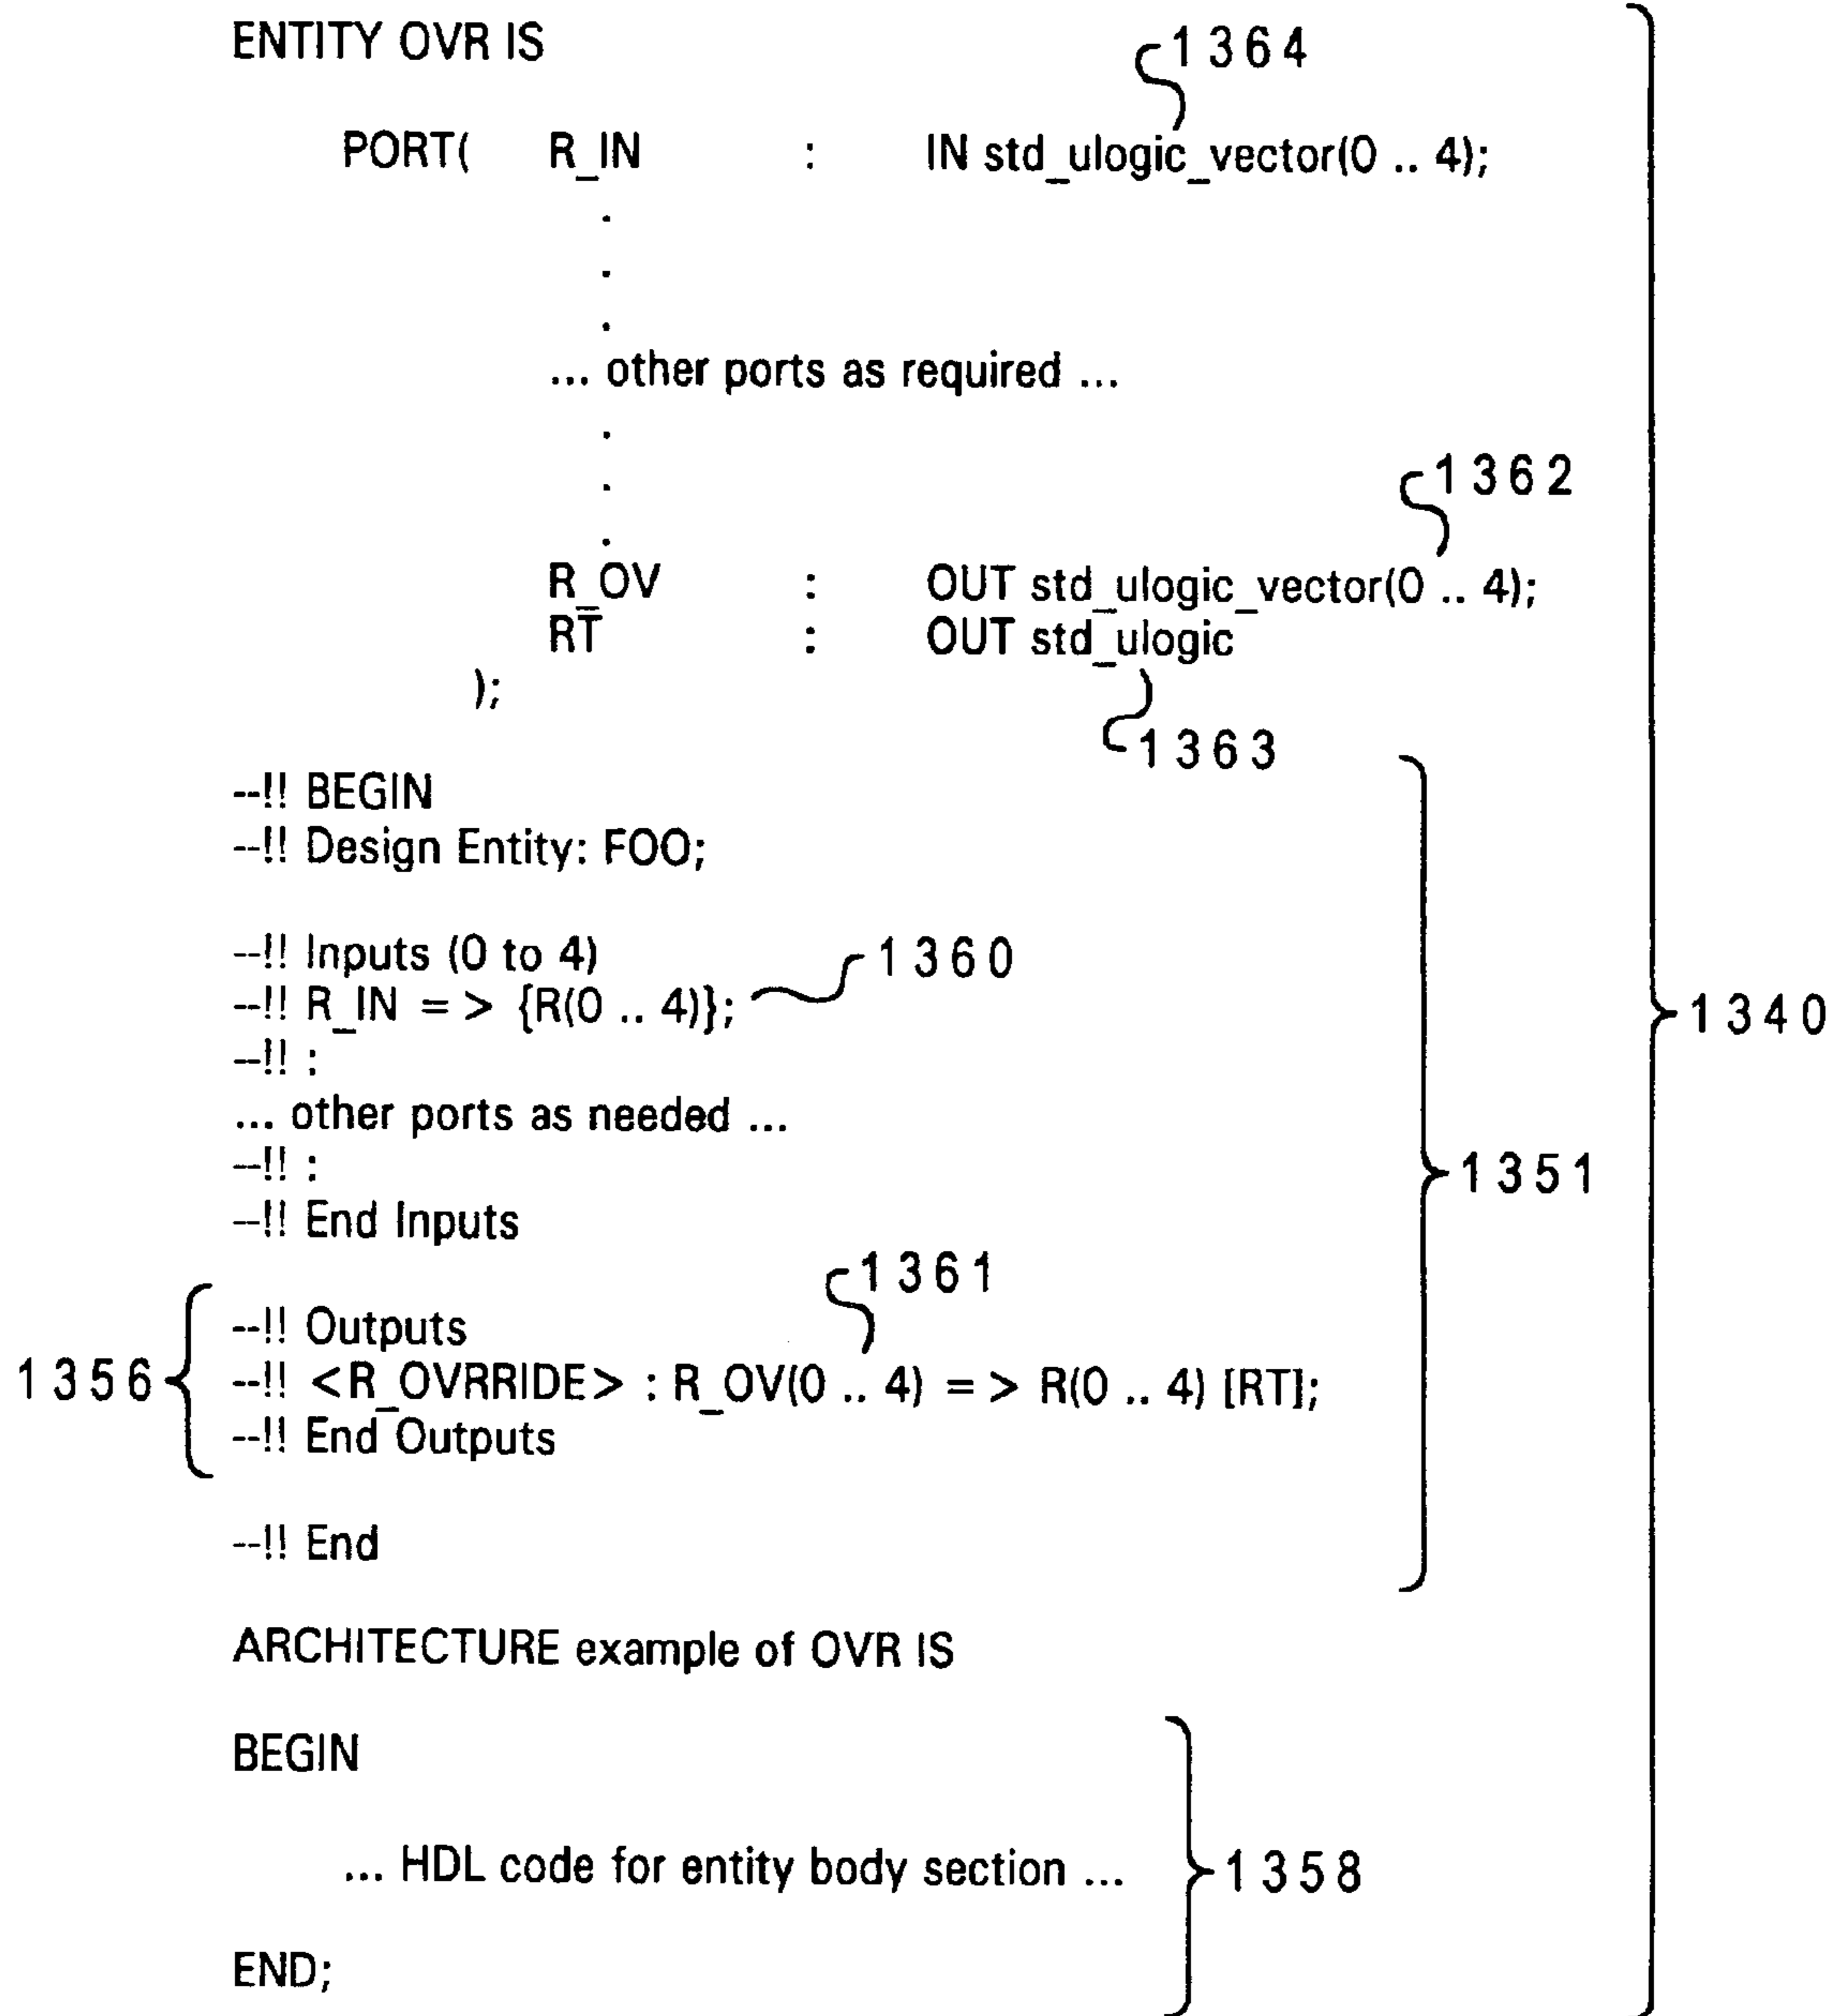 ENTITY OVR IS
1364
PORT( R_IN : IN std_ulogic_vector(0 .. 4);
.
.
.
... other ports as required ...
.
.
.
1362
R_OV : OUT std_ulogic_vector(0 .. 4);
RT : OUT std_ulogic
);
1363
--!! BEGIN
--!! Design Entity: FOO;
--!! Inputs (0 to 4)
1360
--!! R_IN => {R(0 .. 4)};
1340
--!! :
... other ports as needed ...
--!! :
1351
--!! End Inputs
1361
--!! Outputs
1356
--!! <R_OVRRIDE> : R_OV(0 .. 4) => R(0 .. 4) [RT];
--!! End Outputs
--!! End
ARCHITECTURE example of OVR IS
BEGIN
... HDL code for entity body section ...
1358
END;